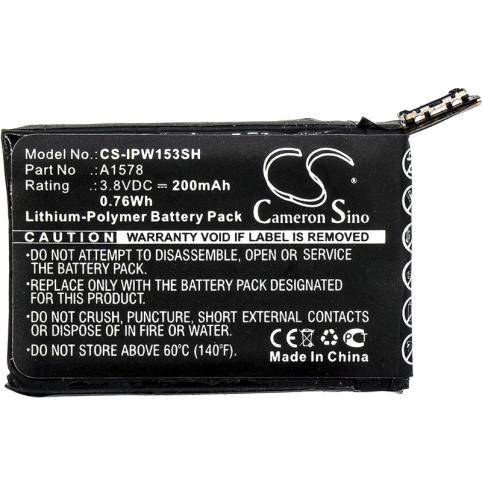 Model No.: CS-IPW153SH
Part No : A1578
Rating : 3.8VDC ⎓ 200mAh
0.76Wh
Lithium-Polymer Battery Pack
CS
Cameron Sino
CAUTION WARRANTY VOID IF LABEL IS REMOVED
•DO NOT ATTEMPT TO DISASSEMBLE, OPEN OR SERVICE
THE BATTERY PACK.
•REPLACE ONLY WITH THE BATTERY PACK DESIGNATED
FOR THIS PRODUCT.
•DO NOT CRUSH, PUNCTURE, SHORT EXTERNAL CONTACTS
OR DISPOSE OF IN FIRE OR WATER.
•DO NOT STORE ABOVE 60°C (140°F)
CE
Made In China